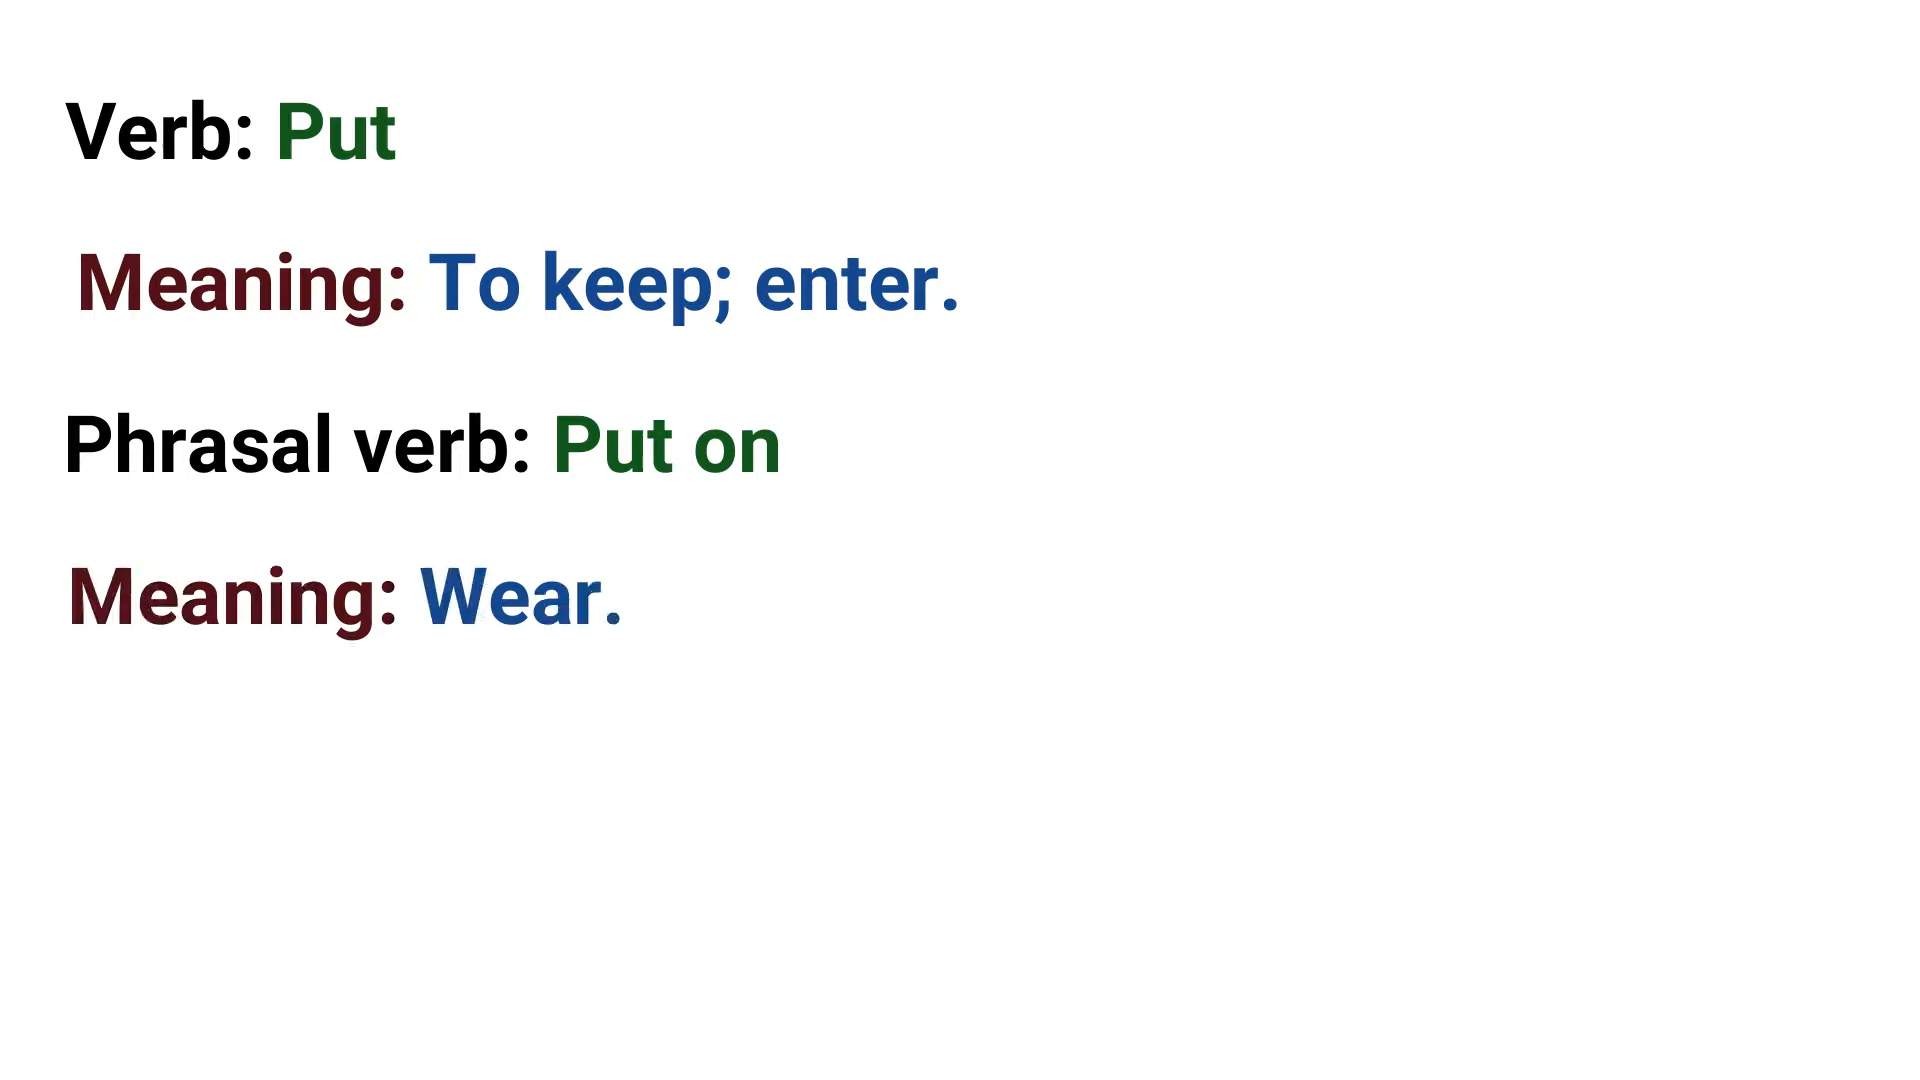 Verb: Put
Meaning: To keep; enter.
Phrasal verb: Put on
Meaning: Wear.